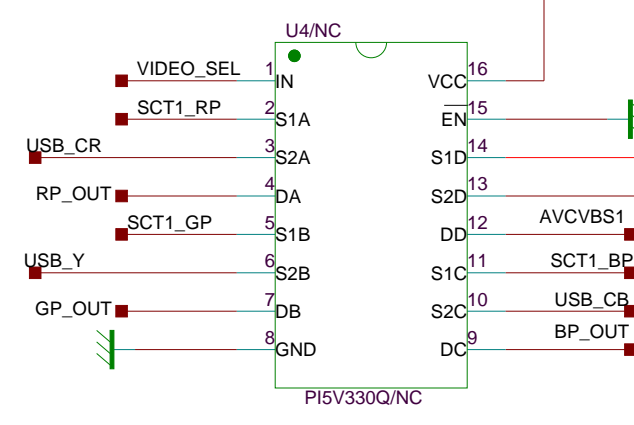 U4/NC
VIDEO_SEL 1 IN VCC 16
SCT1_RP 2 S1A EN 15
USB_CR 3 S2A S1D 14
RP_OUT 4 DA S2D 13
SCT1_GP 5 S1B DD 12 AVCVBS1
USB_Y 6 S2B S1C 11 SCT1_BP
GP_OUT 7 DB S2C 10 USB_CB
8 GND DC 9 BP_OUT
PI5V330Q/NC